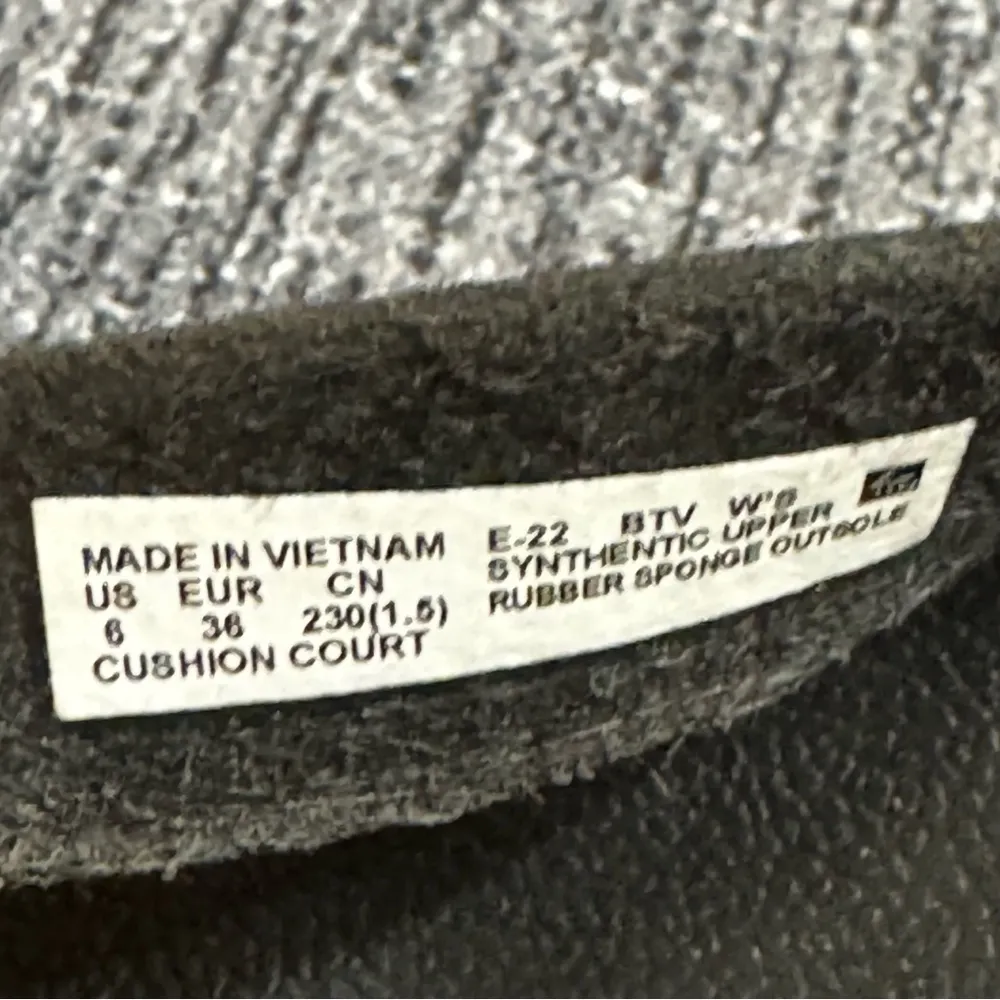 MADE IN VIETNAM
US EUR CN
6 36 230(1.5)
CUSHION COURT
E-22 BTV W'S
SYNTHENTIC UPPER
RUBBER SPONGE OUTSOLE